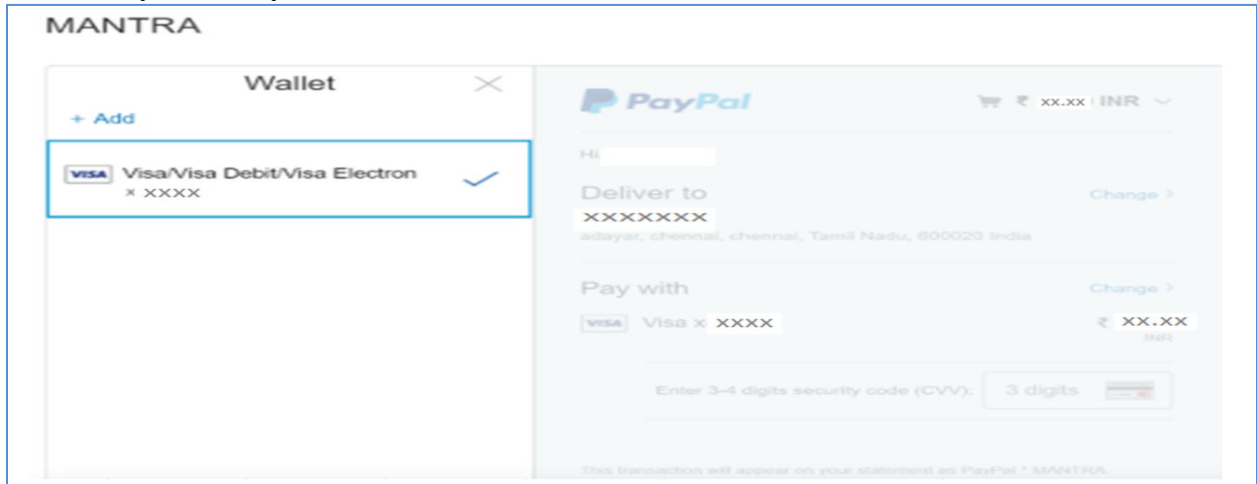 MANTRA
Wallet
+ Add
VISA Visa/Visa Debit/Visa Electron
× XXXX
PayPal ₹ xx.xx INR
Hi
Deliver to Change >
XXXXXXX
adayar, chennai, chennai, Tamil Nadu, 600020 India
Pay with Change >
VISA Visa x XXXX ₹ XX.XX
INR
Enter 3-4 digits security code (CVV): 3 digits
This transaction will appear on your statement as PayPal * MANTRA.